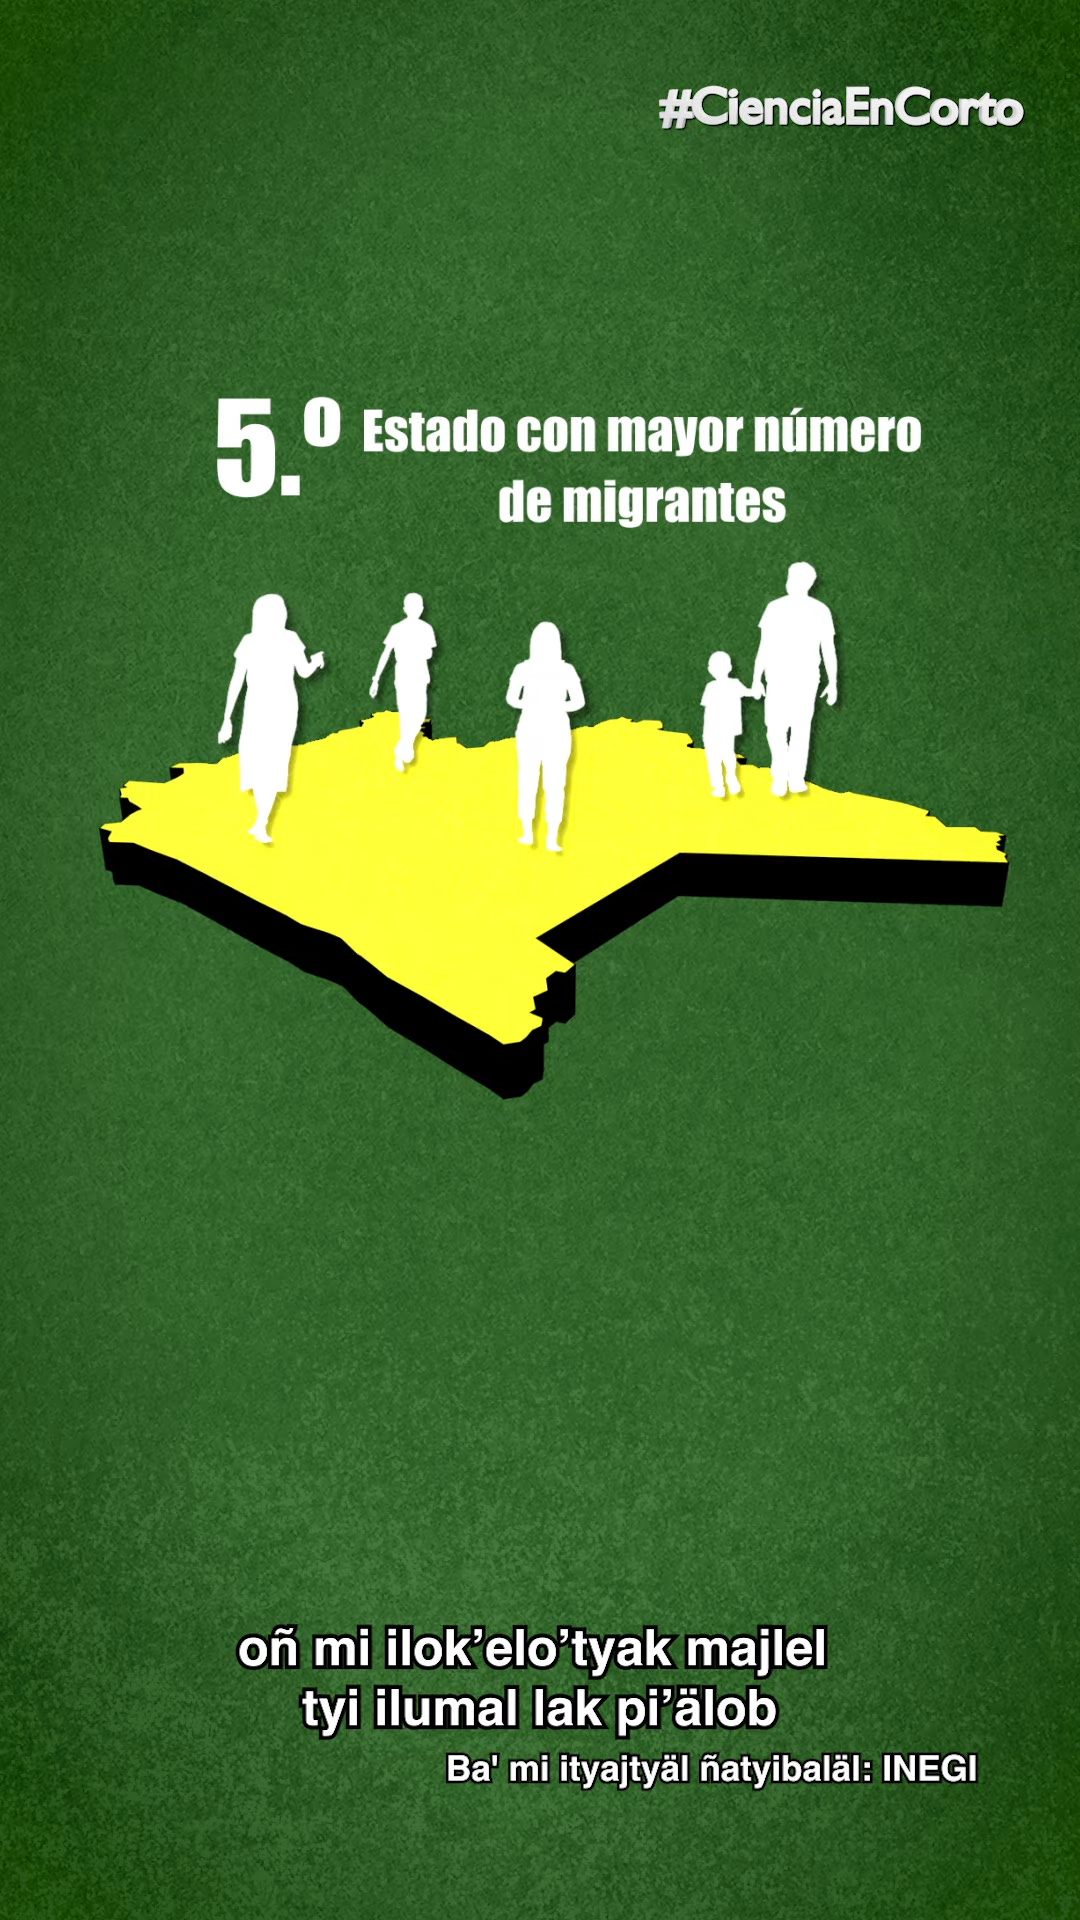 #CienciaEnCorto
5.º Estado con mayor número
de migrantes
oñ mi ilok’elo’tyak majlel
tyi ilumal lak pi’älob
Ba' mi ityajtyäl ñatyibaläl: INEGI